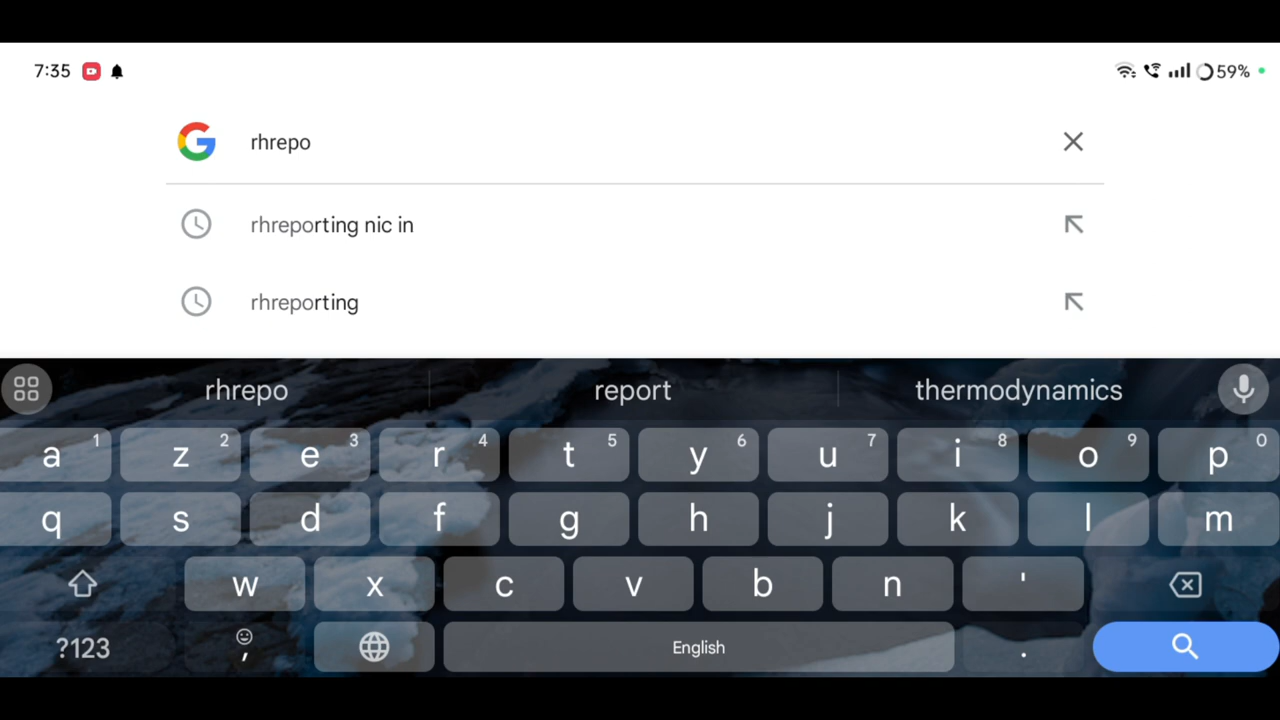 7:35
59%
rhrepo
rhreporting nic in
rhreporting
rhrepo report thermodynamics
a 1 z 2 e 3 r 4 t 5 y 6 u 7 i 8 o 9 p 0
q s d f g h j k l m
w x c v b n '
?123 , English .